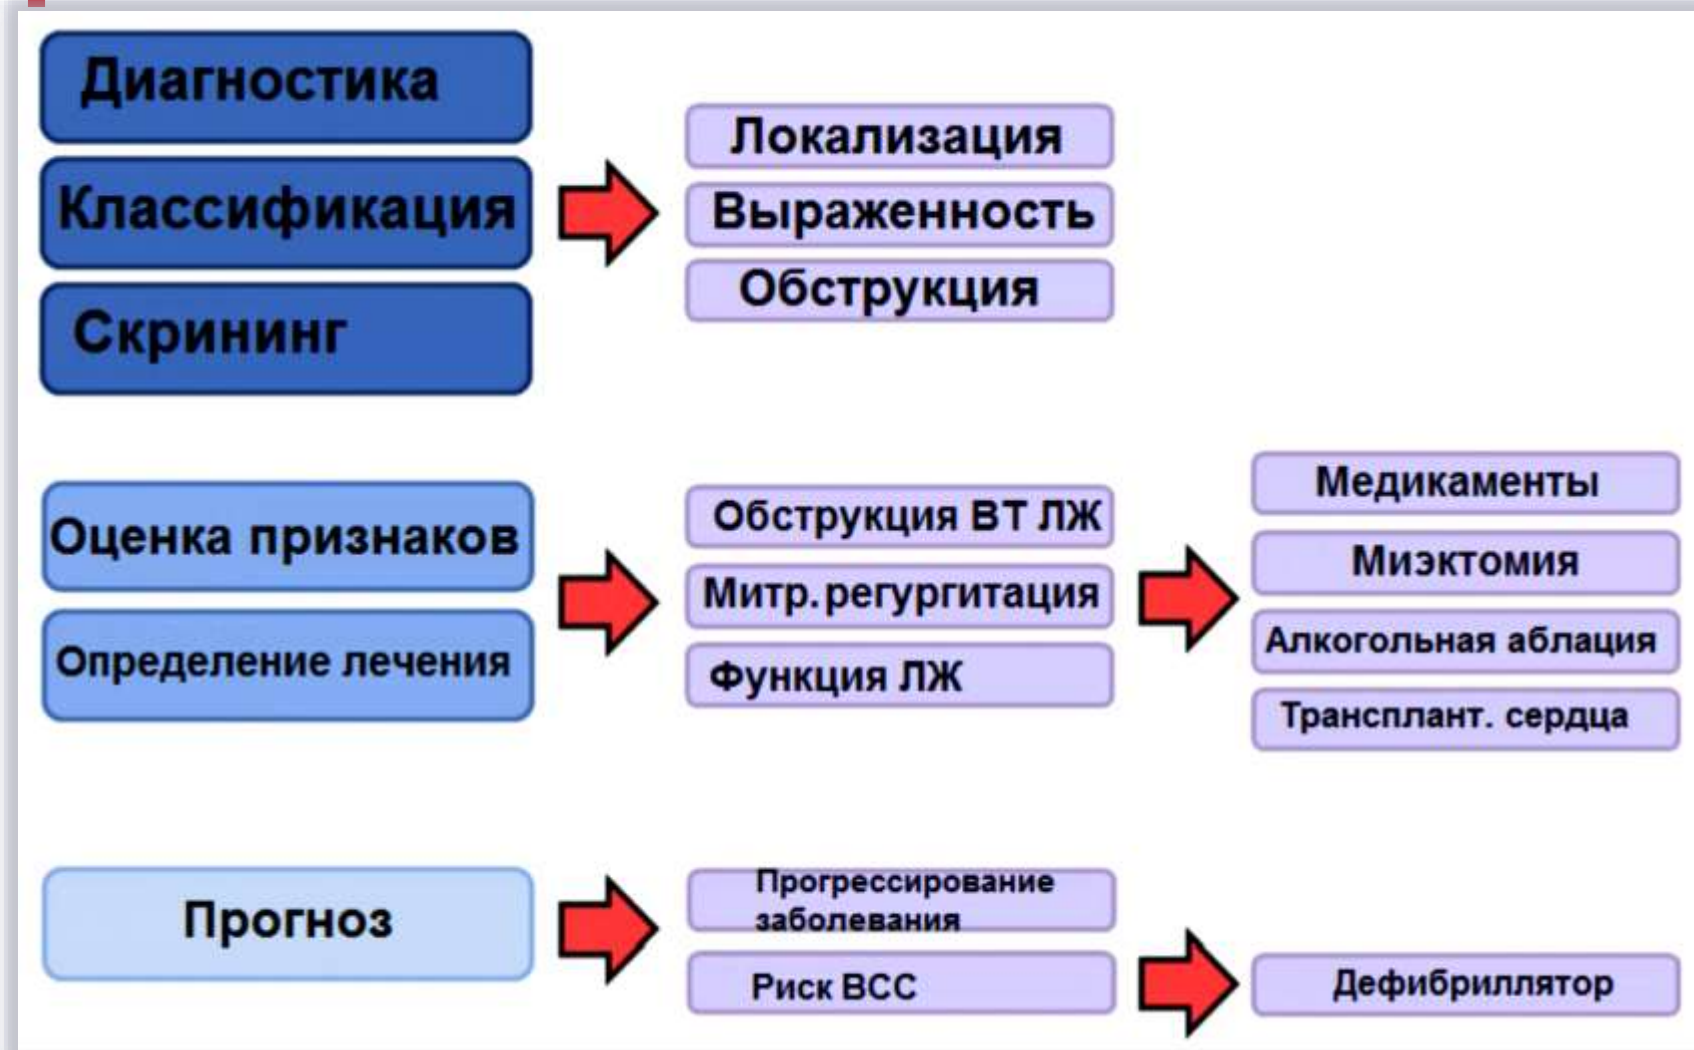 Диагностика
Классификация
Скрининг
Локализация
Выраженность
Обструкция
Оценка признаков
Определение лечения
Обструкция ВТ ЛЖ
Митр.регургитация
Функция ЛЖ
Медикаменты
Миэктомия
Алкогольная аблация
Трансплант. сердца
Прогноз
Прогрессирование
заболевания
Риск ВСС
Дефибриллятор